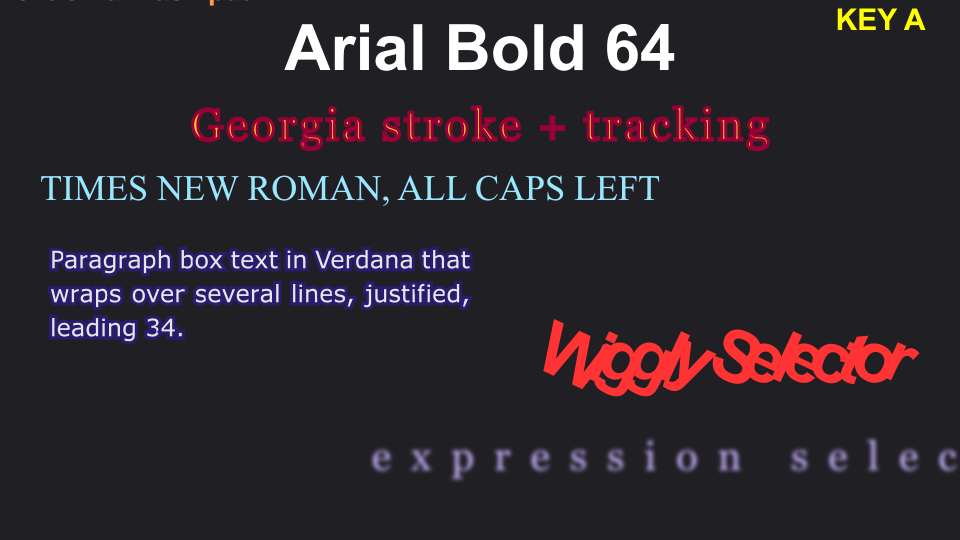 KEY A
Arial Bold 64
Georgia stroke + tracking
TIMES NEW ROMAN, ALL CAPS LEFT
Paragraph box text in Verdana that
wraps over several lines, justified,
leading 34.
Wiggly Selector
expression selec